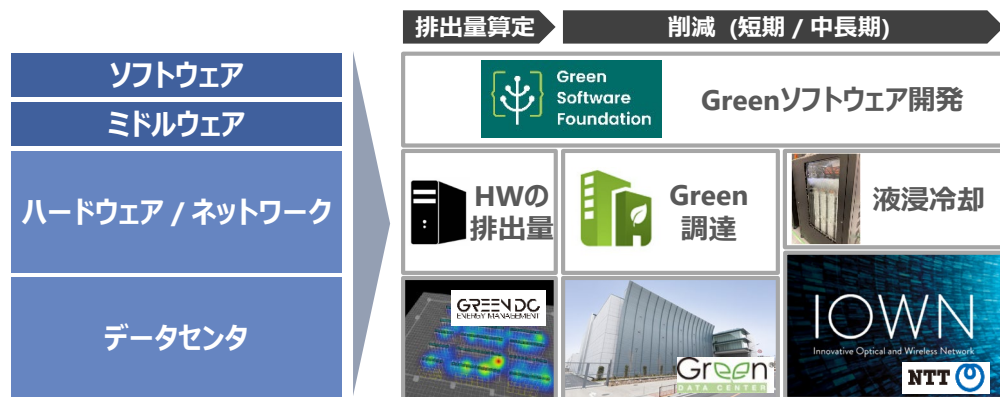 排出量算定
削減 (短期 / 中長期)
ソフトウェア
ミドルウェア
ハードウェア / ネットワーク
データセンタ
Green
Software
Foundation
Greenソフトウェア開発
HWの
排出量
Green
調達
液浸冷却
GREEN DC
ENERGY MANAGEMENT
Green
DATA CENTER
IOWN
Innovative Optical and Wireless Network
NTT